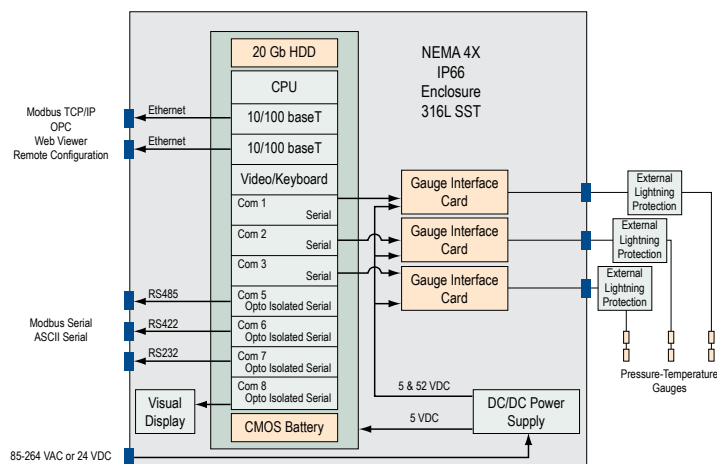 20 Gb HDD
CPU
10/100 baseT
10/100 baseT
Video/Keyboard
Com 1
Serial
Com 2
Serial
Com 3
Serial
Com 5
Opto Isolated Serial
Com 6
Opto Isolated Serial
Com 7
Opto Isolated Serial
Com 8
Opto Isolated Serial
CMOS Battery
NEMA 4X
IP66
Enclosure
316L SST
Modbus TCP/IP
OPC
Web Viewer
Remote Configuration
Ethernet
Ethernet
Gauge Interface
Card
Gauge Interface
Card
Gauge Interface
Card
External
Lightning
Protection
External
Lightning
Protection
External
Lightning
Protection
Pressure-Temperature
Gauges
Modbus Serial
ASCII Serial
RS485
RS422
RS232
Visual
Display
5 & 52 VDC
5 VDC
DC/DC Power
Supply
85-264 VAC or 24 VDC